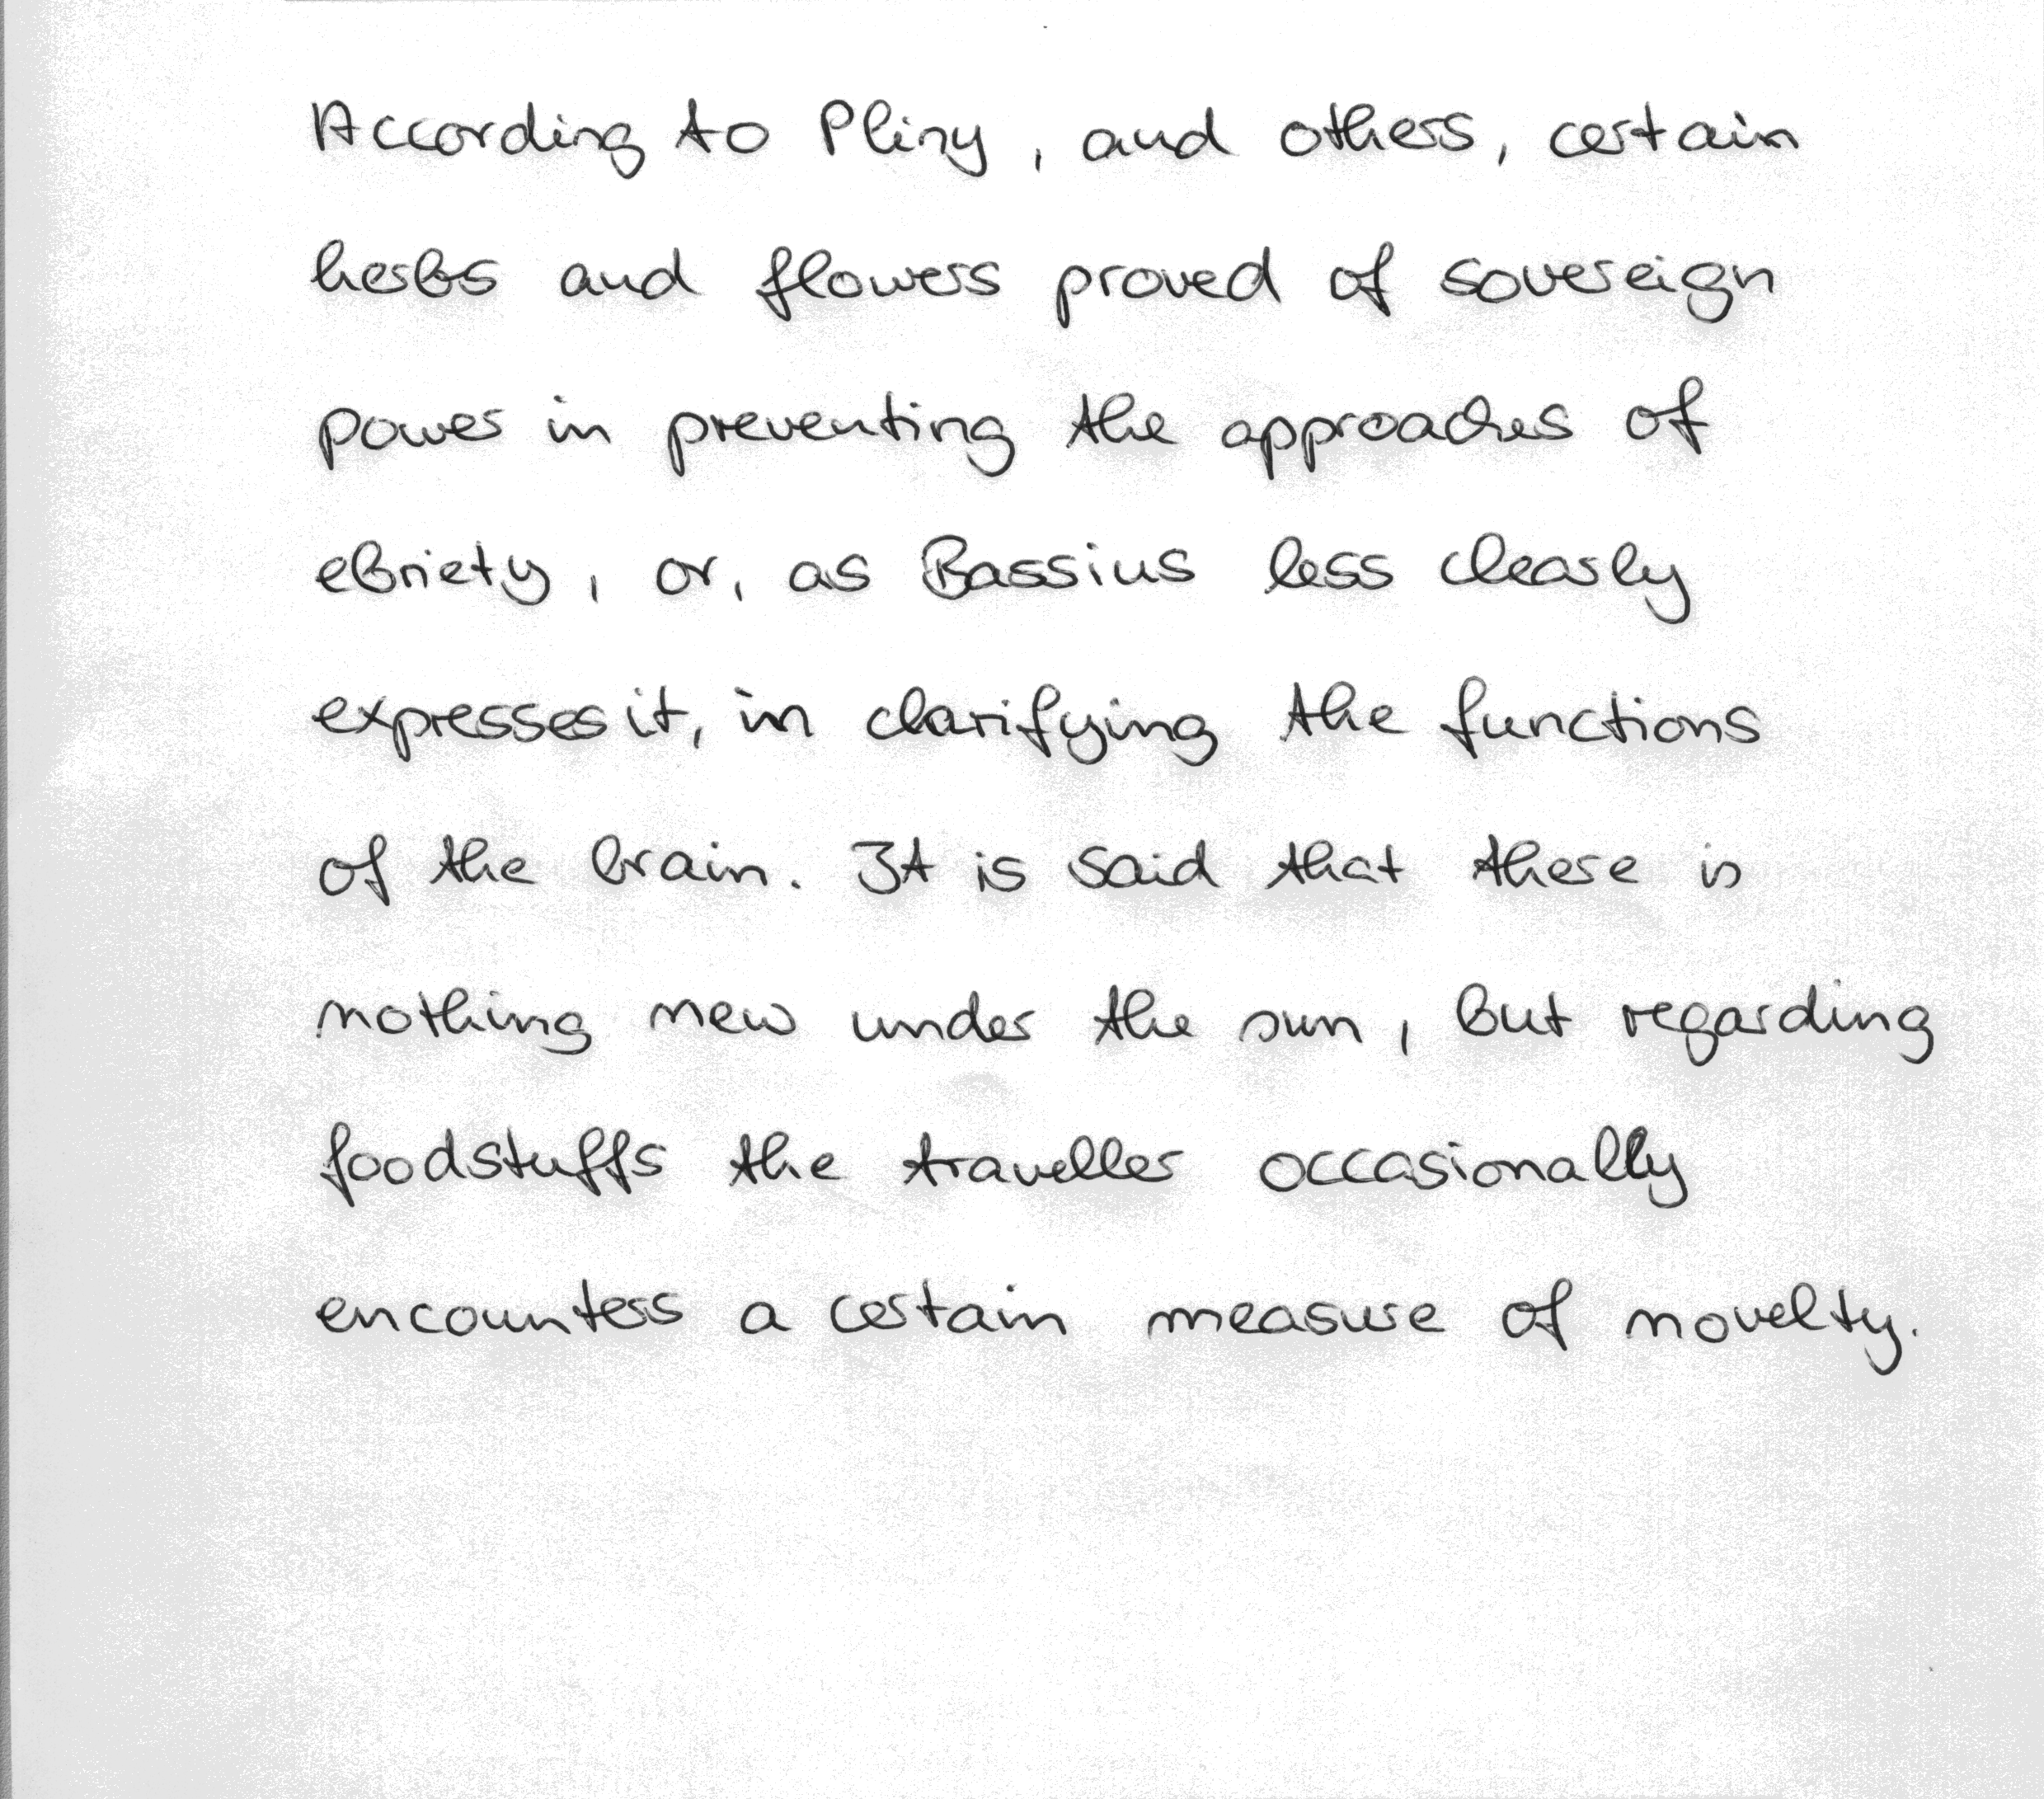 According to Pliny, and others, certain
herbs and flowers proved of sovereign
power in preventing the approaches of
ebriety, or, as Bassius less clearly
expresses it, in clarifying the functions
of the brain. It is said that there is
nothing new under the sun, but regarding
foodstuffs the traveller occasionally
encounters a certain measure of novelty.